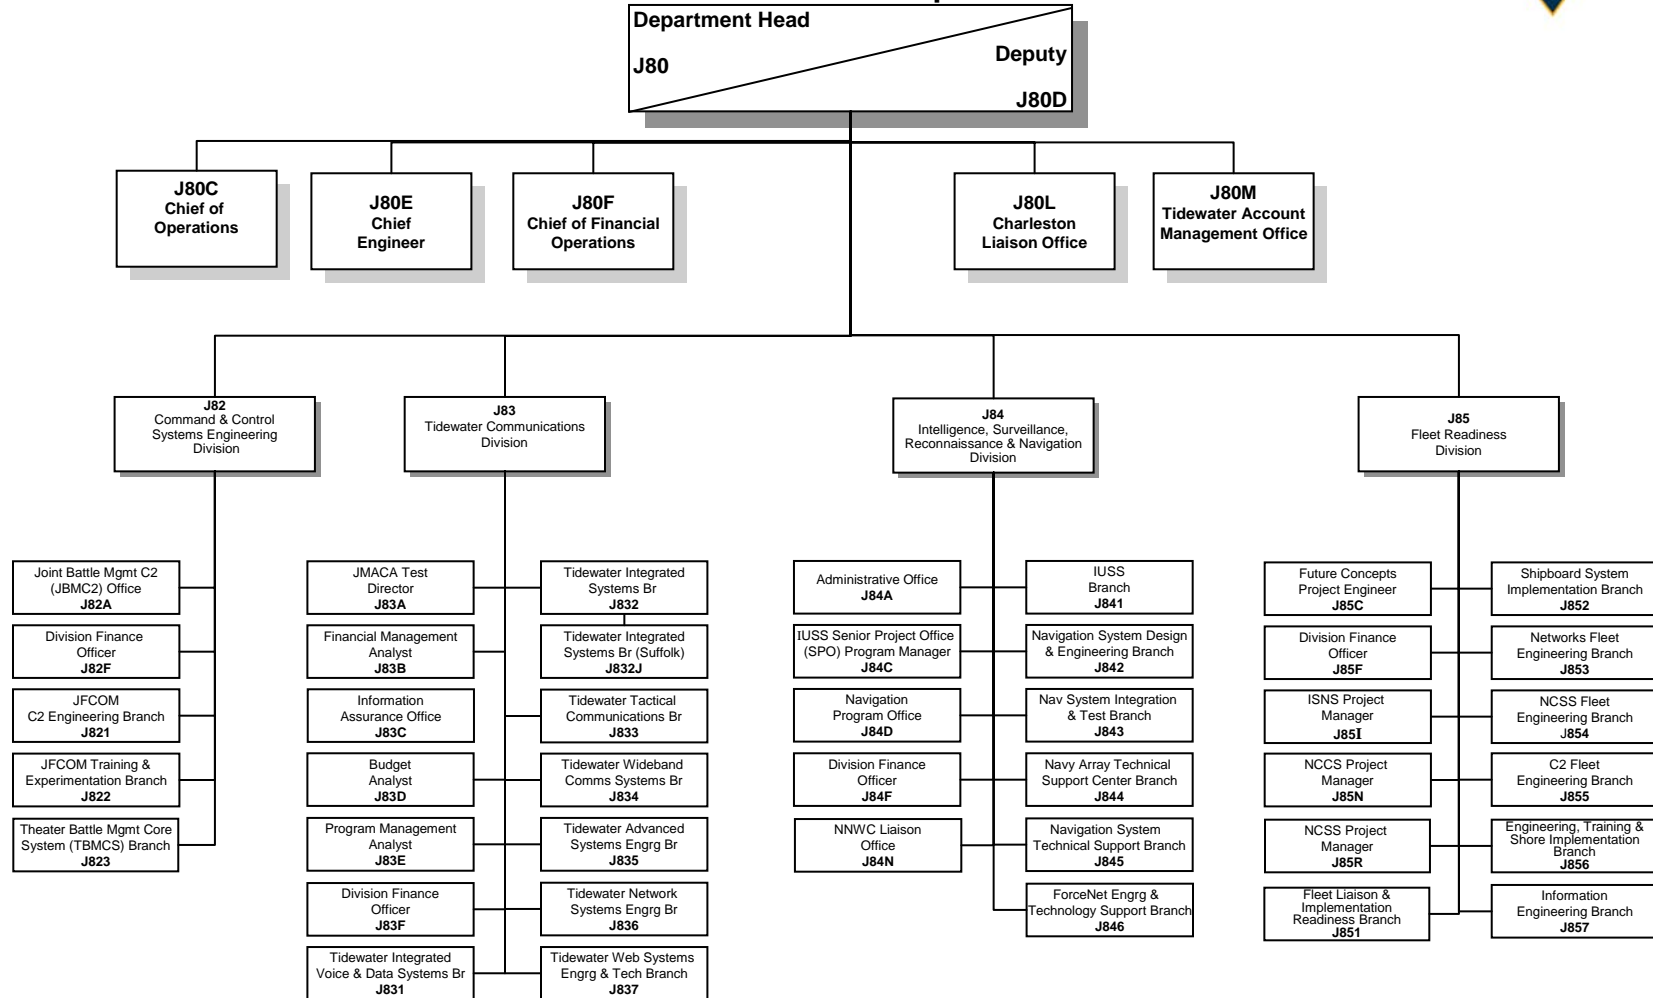 Department Head
J80
Deputy
J80D
J80C
Chief of
Operations
J80E
Chief
Engineer
J80F
Chief of Financial
Operations
J80L
Charleston
Liaison Office
J80M
Tidewater Account
Management Office
J82
Command & Control
Systems Engineering
Division
J83
Tidewater Communications
Division
J84
Intelligence, Surveillance,
Reconnaissance & Navigation
Division
J85
Fleet Readiness
Division
Joint Battle Mgmt C2
(JBMC2) Office
J82A
Division Finance
Officer
J82F
JFCOM
C2 Engineering Branch
J821
JFCOM Training &
Experimentation Branch
J822
Theater Battle Mgmt Core
System (TBMCS) Branch
J823
JMACA Test
Director
J83A
Financial Management
Analyst
J83B
Information
Assurance Office
J83C
Budget
Analyst
J83D
Program Management
Analyst
J83E
Division Finance
Officer
J83F
Tidewater Integrated
Voice & Data Systems Br
J831
Tidewater Integrated
Systems Br
J832
Tidewater Integrated
Systems Br (Suffolk)
J832J
Tidewater Tactical
Communications Br
J833
Tidewater Wideband
Comms Systems Br
J834
Tidewater Advanced
Systems Engrg Br
J835
Tidewater Network
Systems Engrg Br
J836
Tidewater Web Systems
Engrg & Tech Branch
J837
Administrative Office
J84A
IUSS Senior Project Office
(SPO) Program Manager
J84C
Navigation
Program Office
J84D
Division Finance
Officer
J84F
NNWC Liaison
Office
J84N
IUSS
Branch
J841
Navigation System Design
& Engineering Branch
J842
Nav System Integration
& Test Branch
J843
Navy Array Technical
Support Center Branch
J844
Navigation System
Technical Support Branch
J845
ForceNet Engrg &
Technology Support Branch
J846
Future Concepts
Project Engineer
J85C
Division Finance
Officer
J85F
ISNS Project
Manager
J85I
NCCS Project
Manager
J85N
NCSS Project
Manager
J85R
Fleet Liaison &
Implementation
Readiness Branch
J851
Shipboard System
Implementation Branch
J852
Networks Fleet
Engineering Branch
J853
NCSS Fleet
Engineering Branch
J854
C2 Fleet
Engineering Branch
J855
Engineering, Training &
Shore Implementation
Branch
J856
Information
Engineering Branch
J857